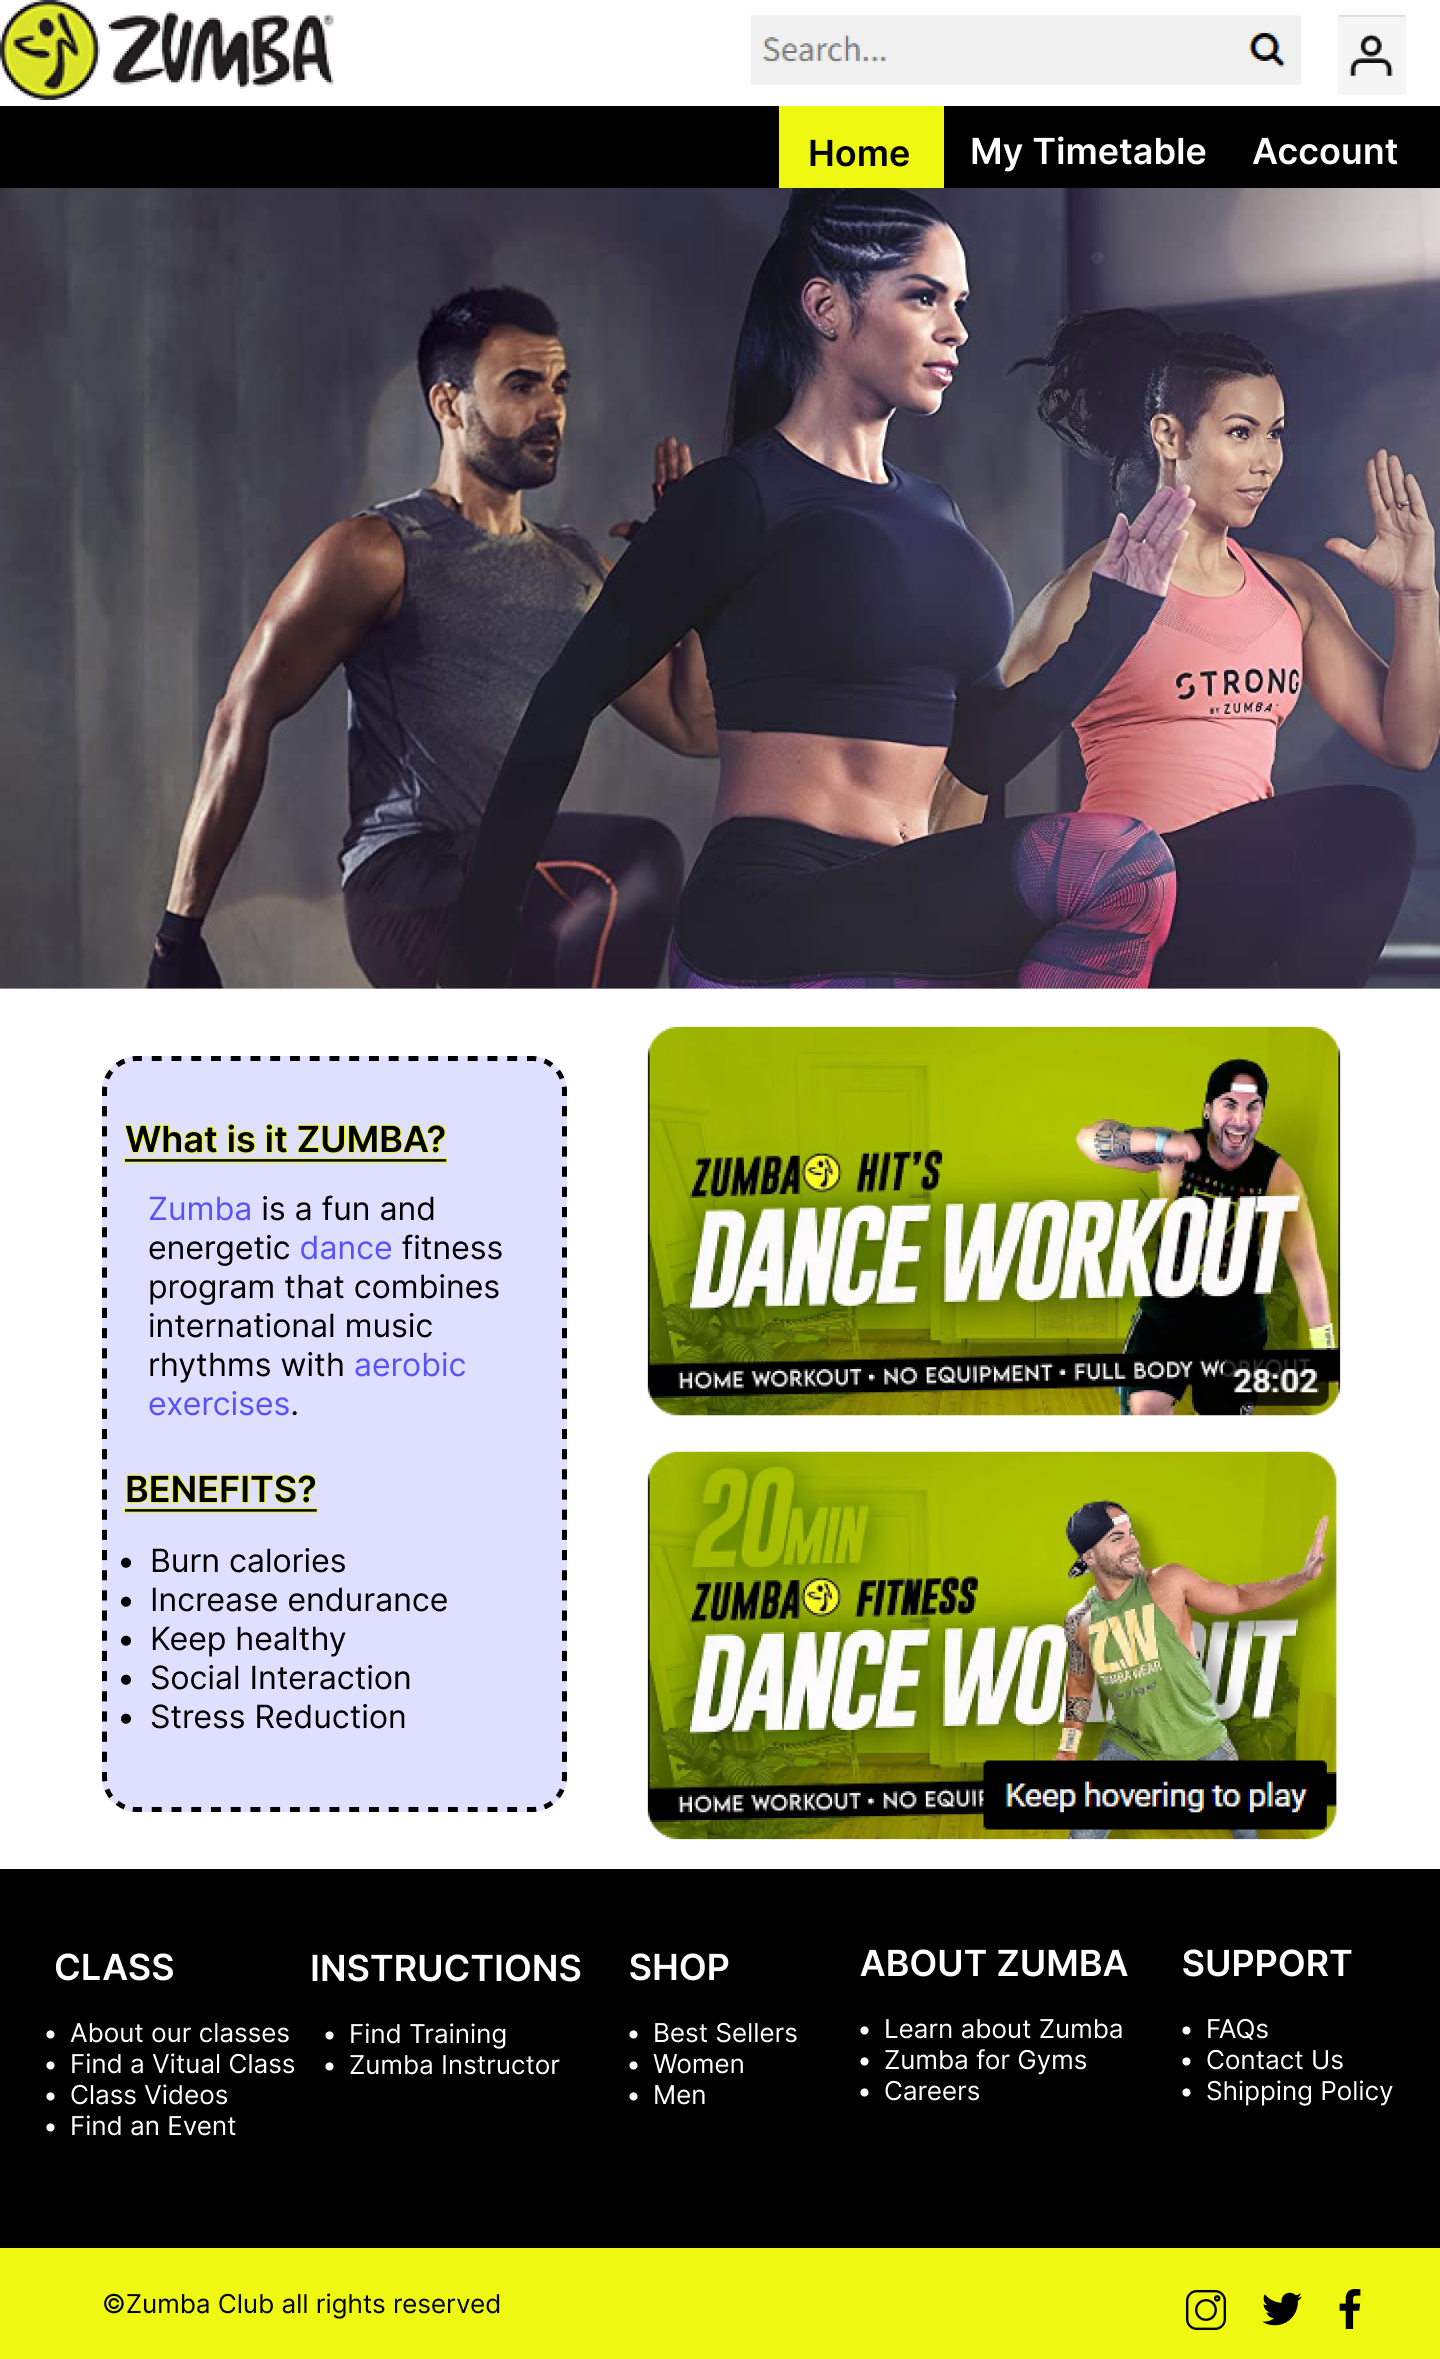 ZUMBA®
Search...
Home
My Timetable
Account
STRONG
BY ZUMBA
What is it ZUMBA?
Zumba is a fun and
energetic dance fitness
program that combines
international music
rhythms with aerobic
exercises.
BENEFITS?
• Burn calories
• Increase endurance
• Keep healthy
• Social Interaction
• Stress Reduction
ZUMBA HIT'S
DANCE WORKOUT
HOME WORKOUT • NO EQUIPMENT • FULL BODY WORKOUT
28:02
20MIN
ZUMBA FITNESS
DANCE WO UT
ZW
HOME WORKOUT • NO EQUIP
Keep hovering to play
CLASS
• About our classes
• Find a Vitual Class
• Class Videos
• Find an Event
INSTRUCTIONS
• Find Training
• Zumba Instructor
SHOP
• Best Sellers
• Women
• Men
ABOUT ZUMBA
• Learn about Zumba
• Zumba for Gyms
• Careers
SUPPORT
• FAQs
• Contact Us
• Shipping Policy
©Zumba Club all rights reserved